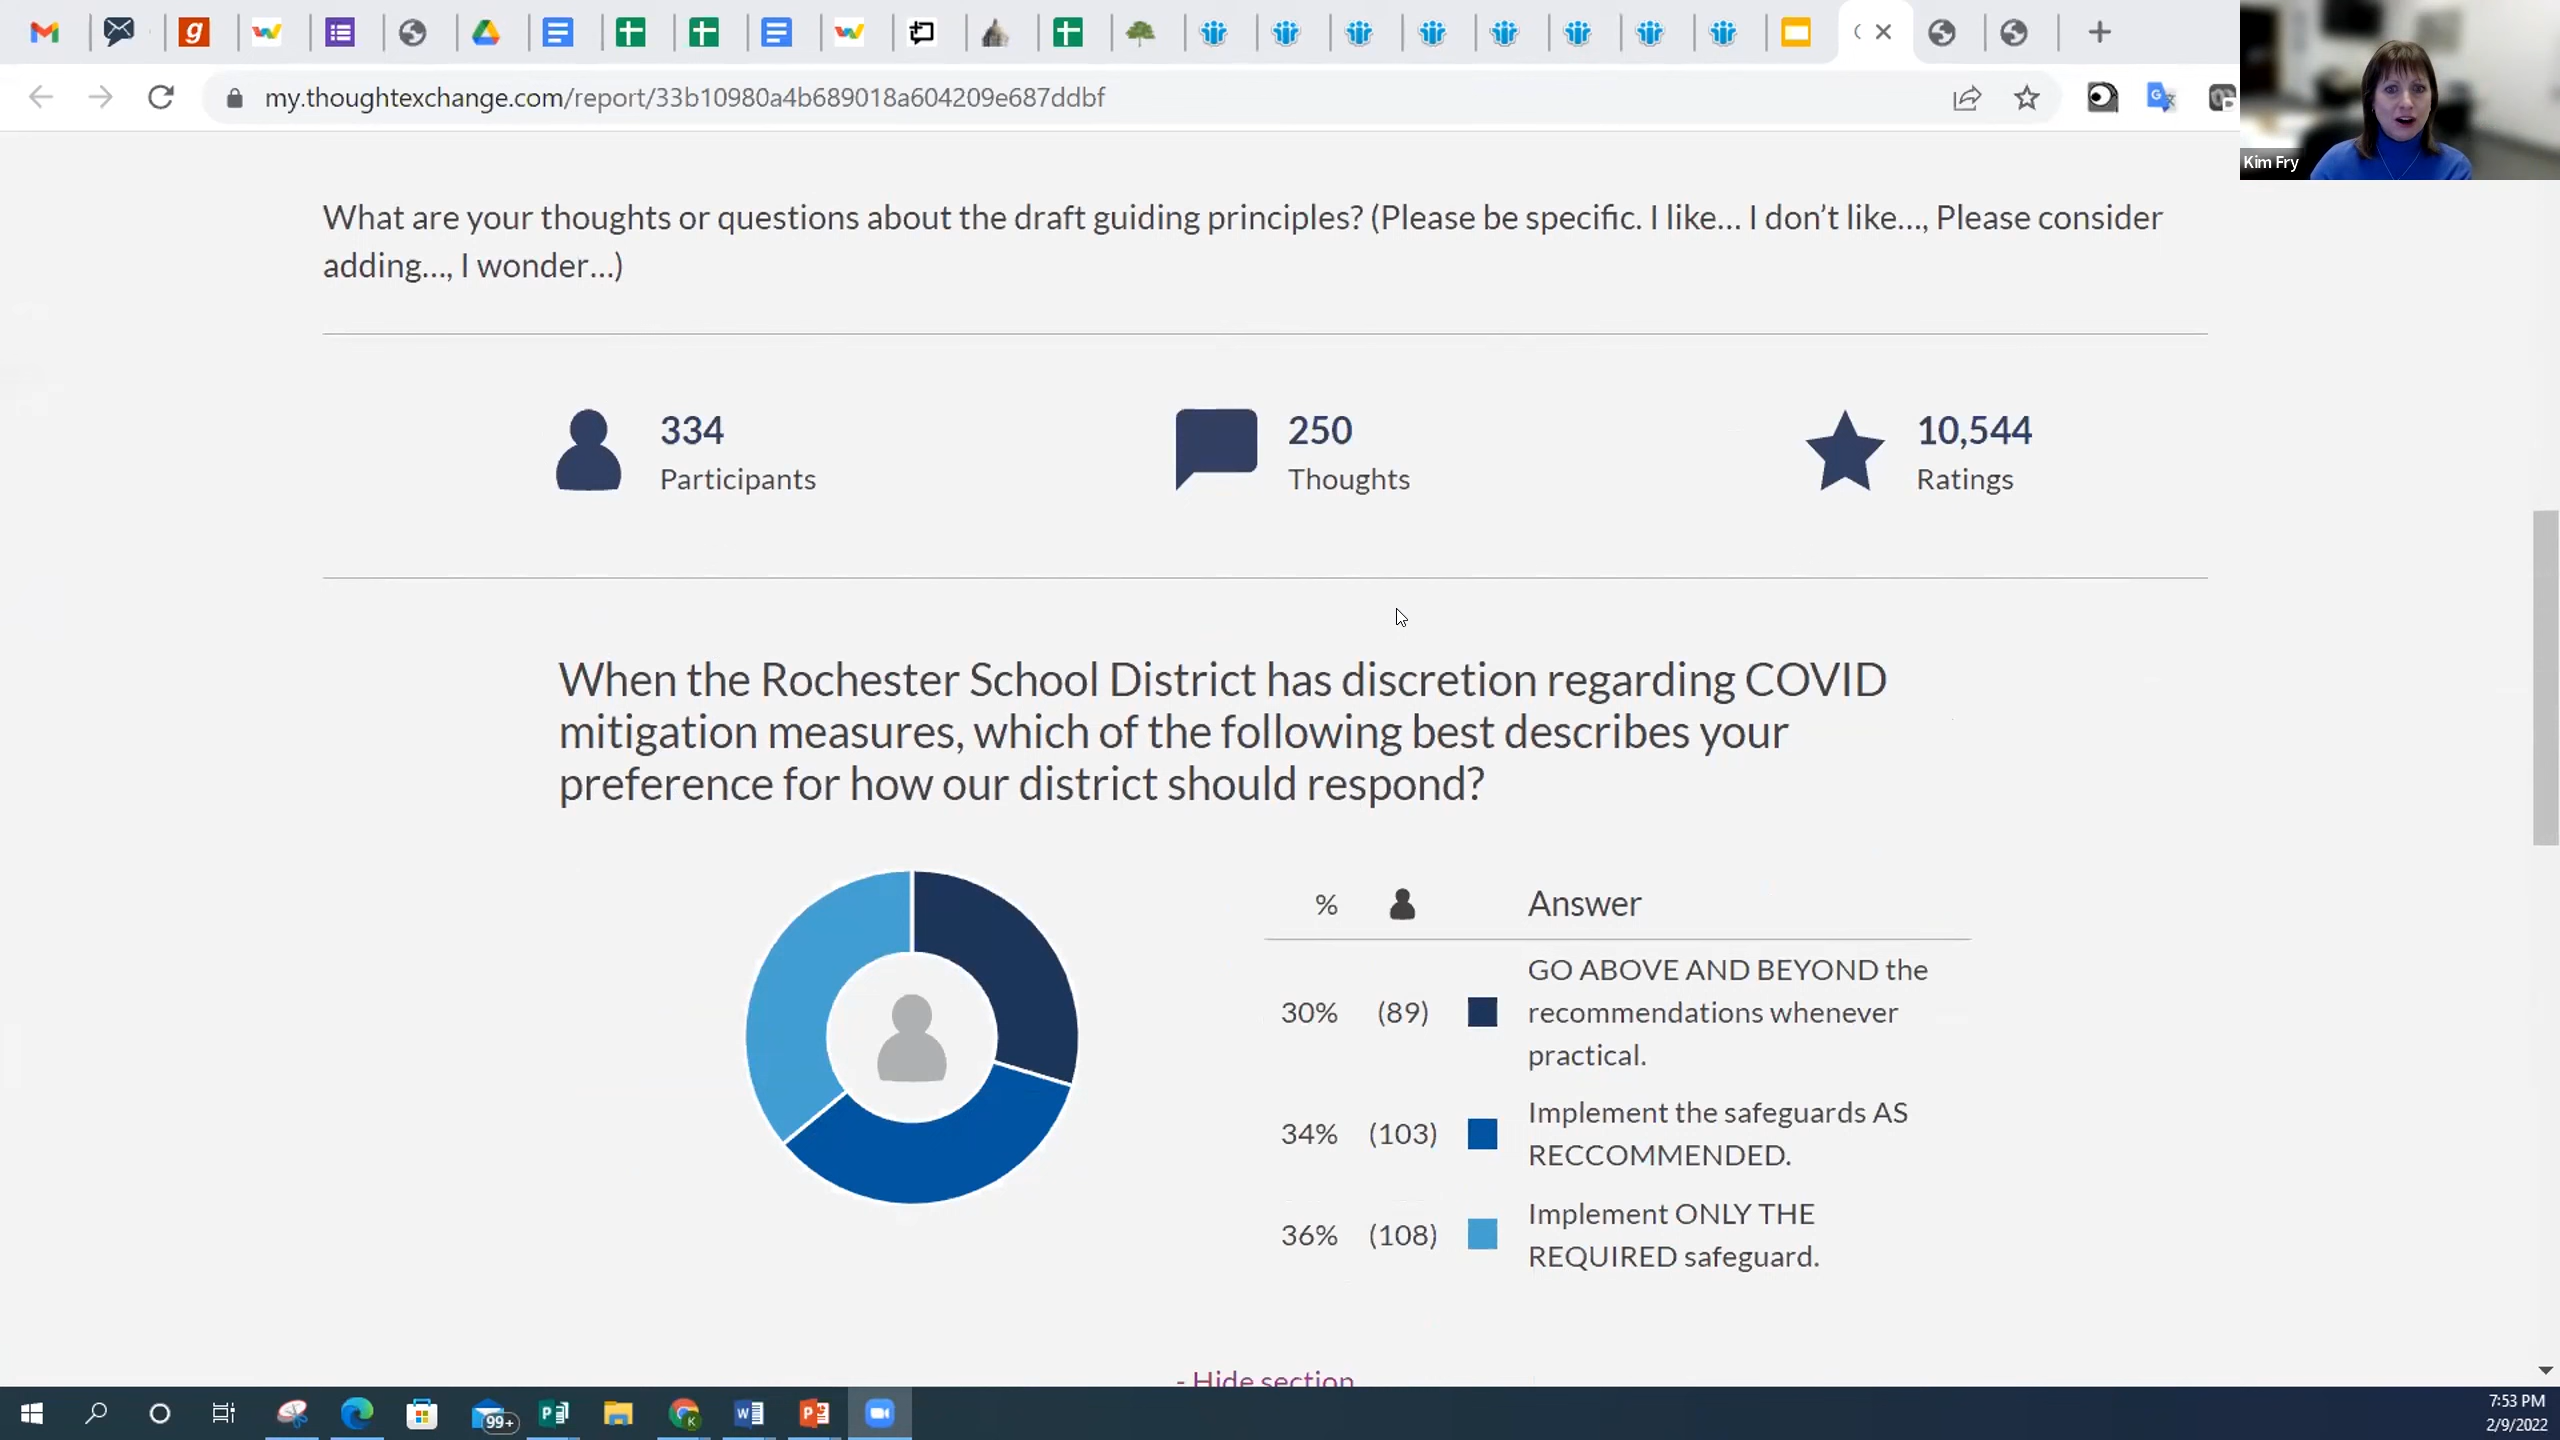 my.thoughtexchange.com/report/33b10980a4b689018a604209e687ddbf
Kim Fry
What are your thoughts or questions about the draft guiding principles? (Please be specific. I like... I don't like..., Please consider
adding..., I wonder...)
334
Participants
250
Thoughts
10,544
Ratings
When the Rochester School District has discretion regarding COVID
mitigation measures, which of the following best describes your
preference for how our district should respond?
% Answer
GO ABOVE AND BEYOND the
30% (89) recommendations whenever
practical.
Implement the safeguards AS
34% (103)
RECCOMMENDED.
Implement ONLY THE
36% (108)
REQUIRED safeguard.
- Hide section
99+
7:53 PM
2/9/2022